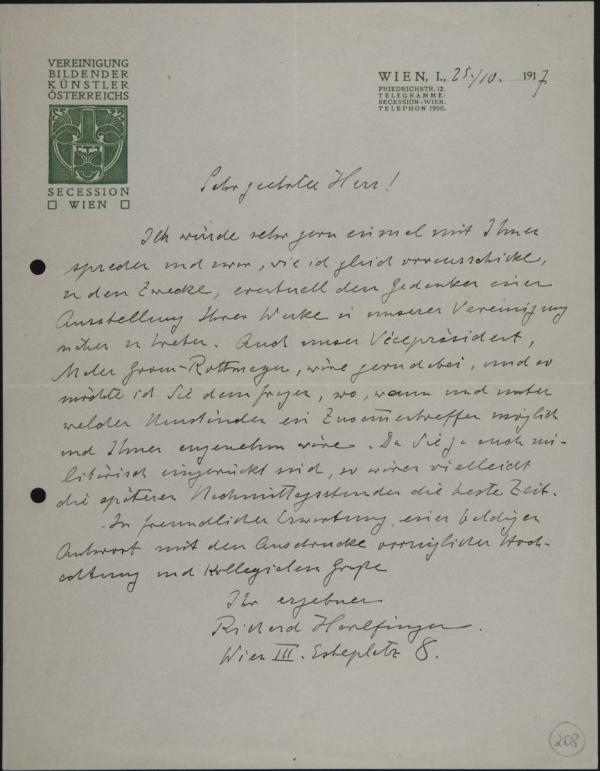 VEREINIGUNG
BILDENDER
KÜNSTLER
ÖSTERREICHS
SECESSION
WIEN
WIEN, I., 25./IV. 1917
FRIEDRICHSTR. 12.
TELEGRAMME:
SECESSION-WIEN.
TELEPHON 1900.
Sehr geehrter Herr!
Ich würde sehr gern einmal mit Ihnen
sprechen und zwar, wie ich gleich vorausschicke,
zu dem Zwecke, eventuell dem Gedanken einer
Ausstellung Ihrer Werke in unserer Vereinigung
näher zu treten. Auch unser Vicepräsident,
Maler Grom-Rottmayer, wäre gern dabei, und so
möchte ich Sie denn fragen, wo, wann und unter
welchen Umständen ein Zusammentreffen möglich
und Ihnen angenehm wäre. Da Sie ja auch mi-
litärisch eingerückt sind, so wären vielleicht
die späteren Nachmittagsstunden die beste Zeit.
In freundlicher Erwartung einer baldigen
Antwort mit dem Ausdrucke vorzüglicher Hoch-
achtung und kollegialen Grüße
Ihr ergebener
Richard Harlfinger.
Wien III. Esteplatz 8.
208